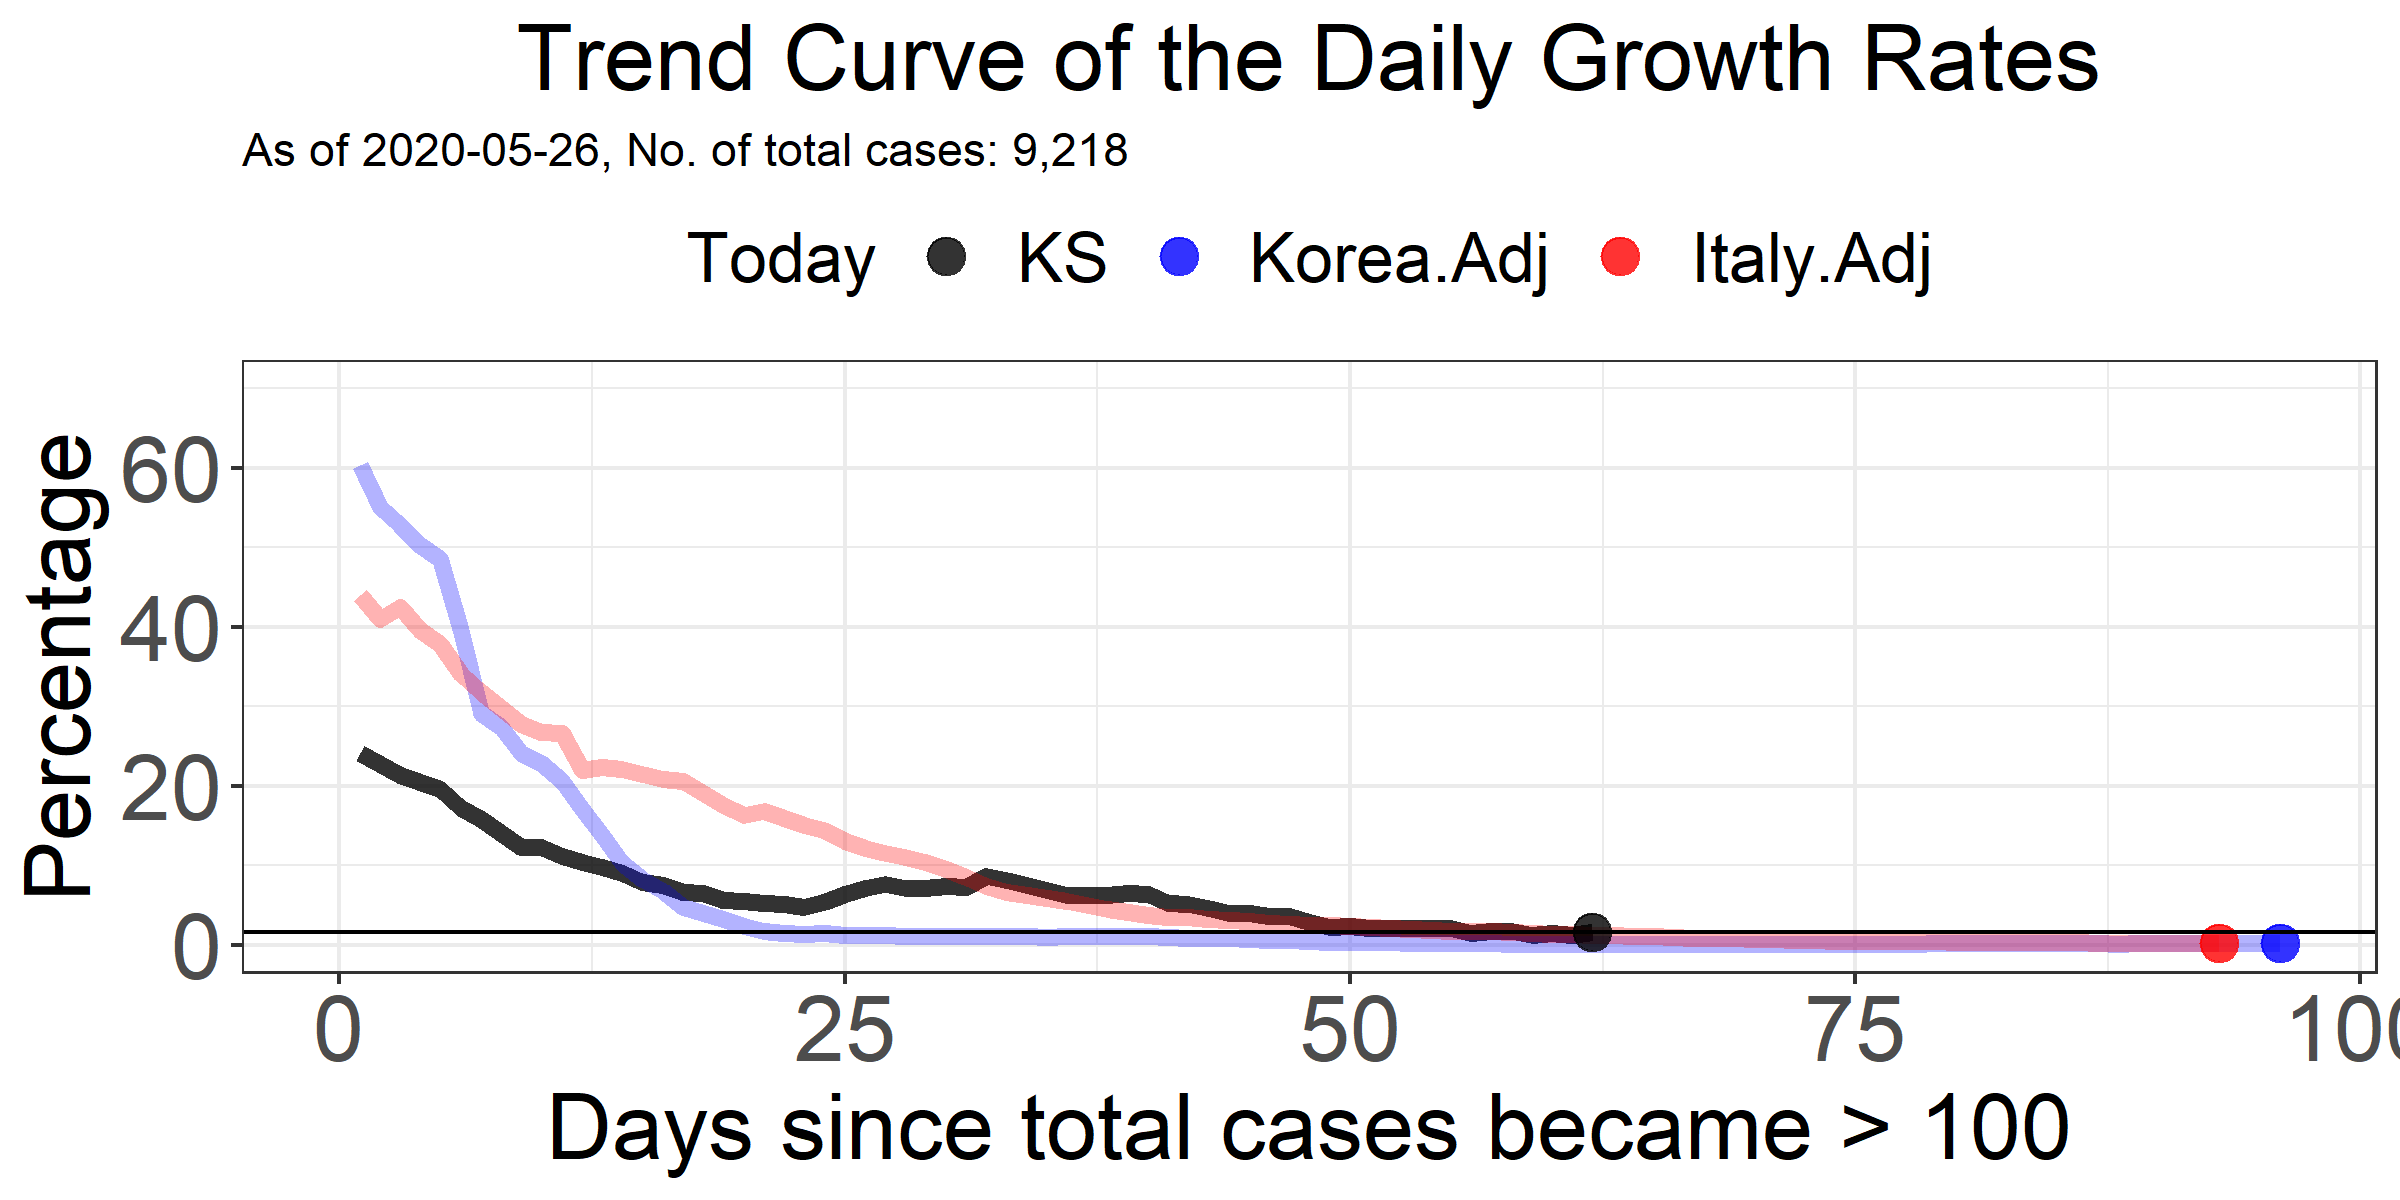 Trend Curve of the Daily Growth Rates
As of 2020-05-26, No. of total cases: 9,218
Today KS Korea.Adj Italy.Adj
Percentage
60
40
20
0
0 25 50 75 100
Days since total cases became > 100